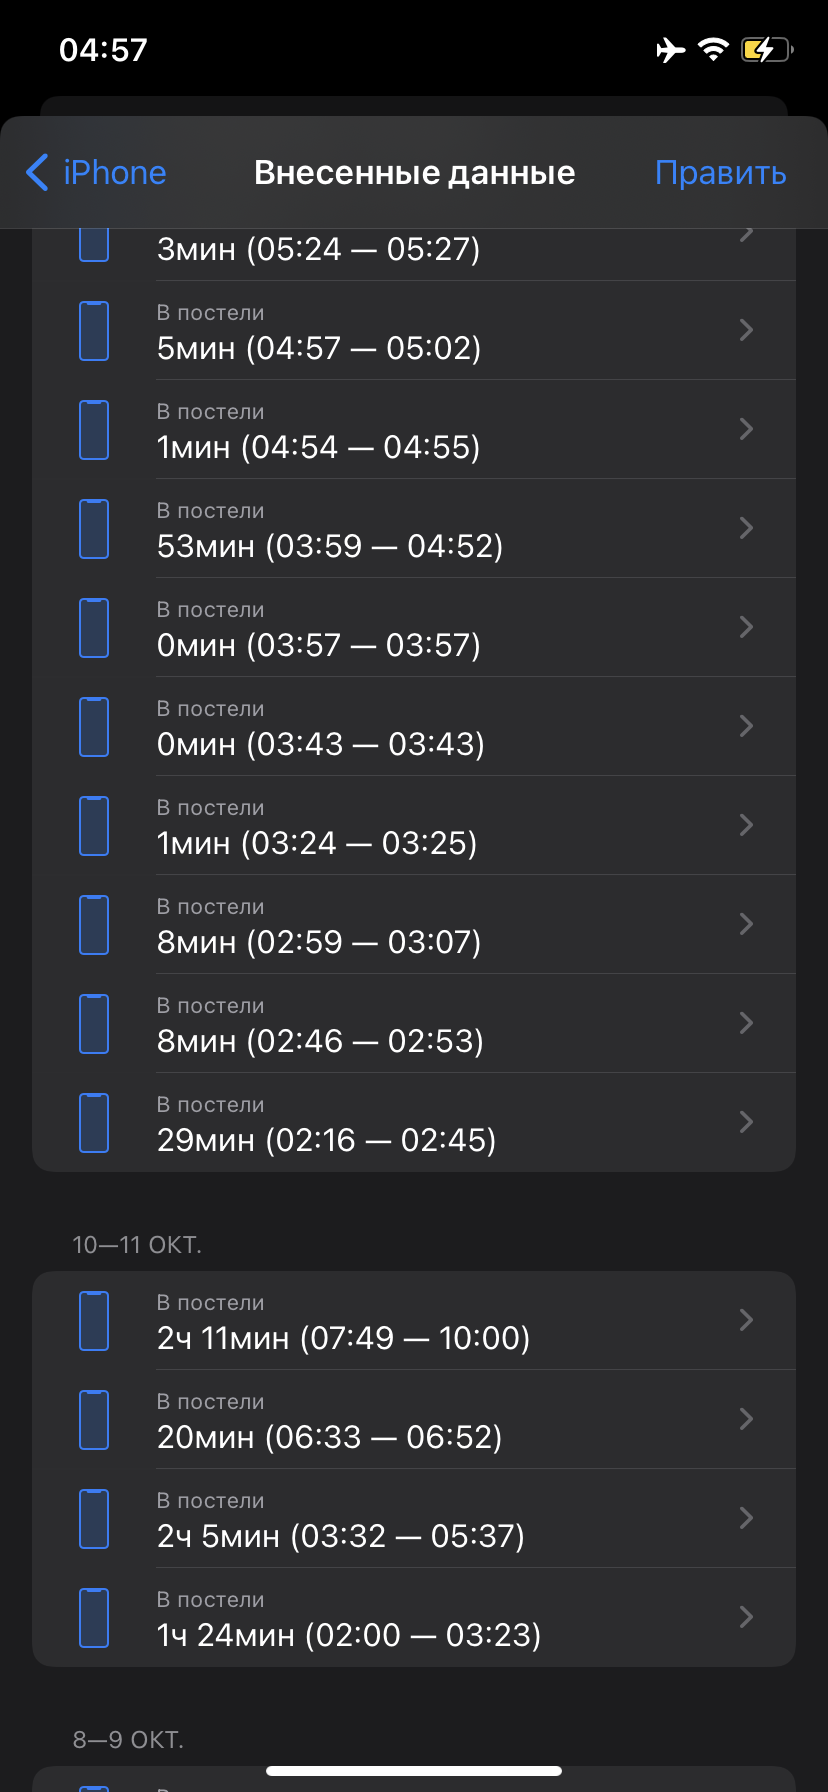 04:57
iPhone
Внесенные данные
Править
3мин (05:24 — 05:27)
В постели
5мин (04:57 — 05:02)
В постели
1мин (04:54 — 04:55)
В постели
53мин (03:59 — 04:52)
В постели
0мин (03:57 — 03:57)
В постели
0мин (03:43 — 03:43)
В постели
1мин (03:24 — 03:25)
В постели
8мин (02:59 — 03:07)
В постели
8мин (02:46 — 02:53)
В постели
29мин (02:16 — 02:45)
10—11 ОКТ.
В постели
2ч 11мин (07:49 — 10:00)
В постели
20мин (06:33 — 06:52)
В постели
2ч 5мин (03:32 — 05:37)
В постели
1ч 24мин (02:00 — 03:23)
8—9 ОКТ.